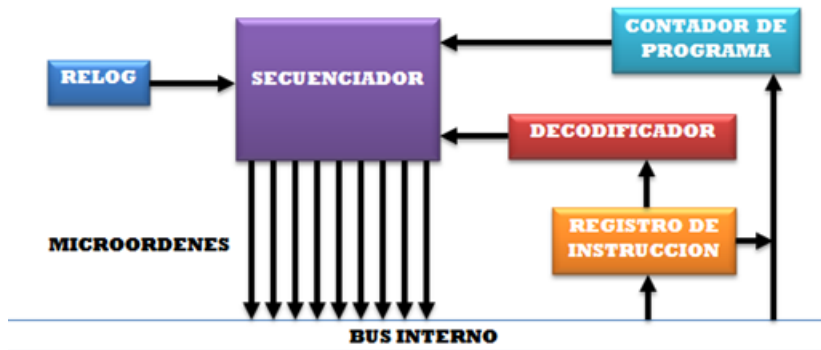 CONTADOR DE
PROGRAMA
RELOG
SECUENCIADOR
DECODIFICADOR
REGISTRO DE
INSTRUCCION
MICROORDENES
BUS INTERNO